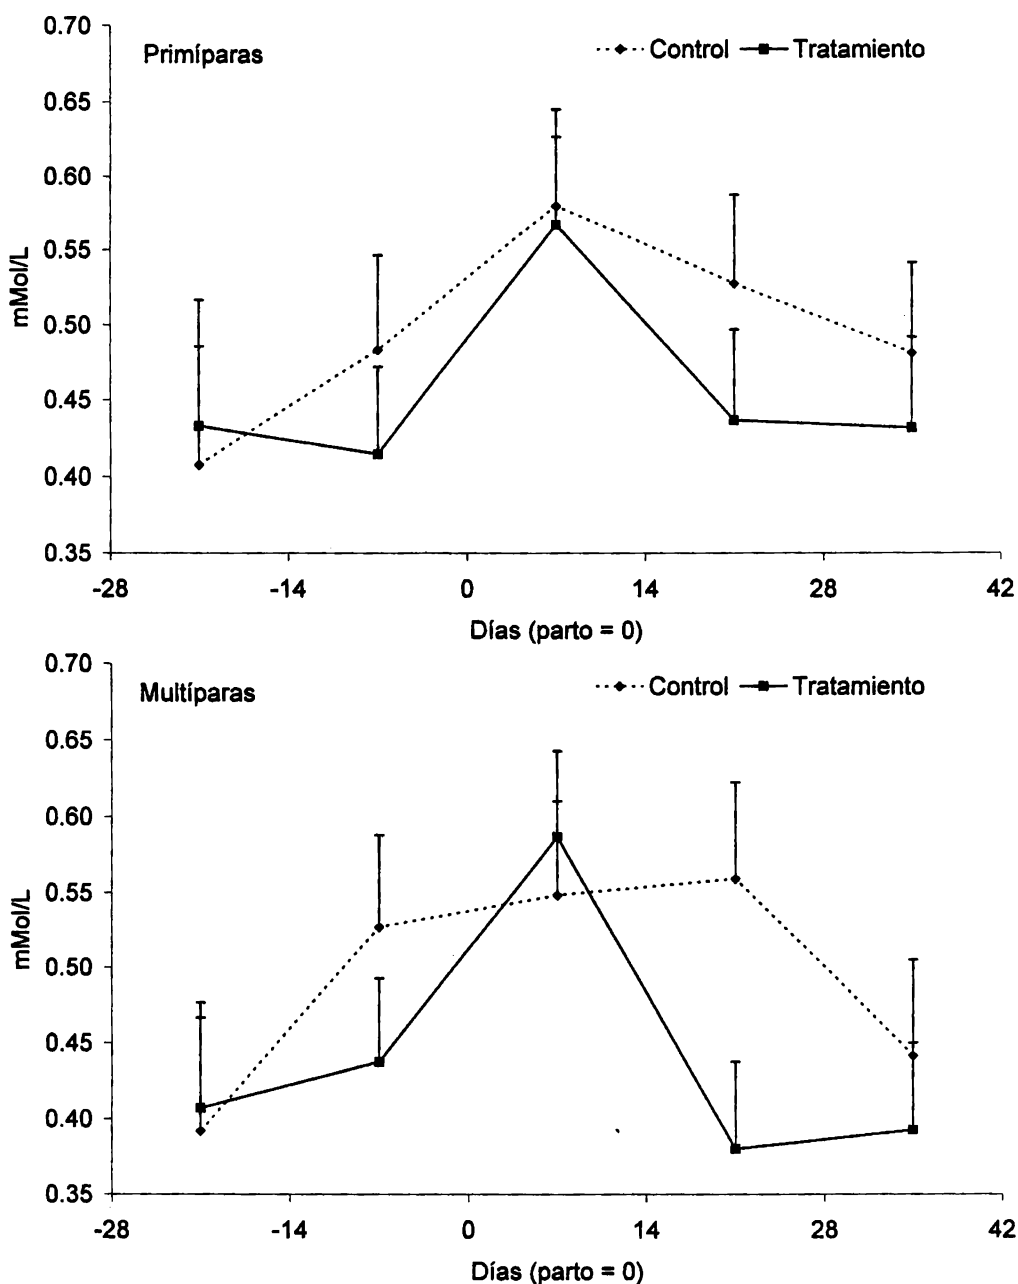 Primíparas
Control Tratamiento
0.70
0.65
0.60
0.55
0.50
0.45
0.40
0.35
mMol/L
-28 -14 0 14 28 42
Días (parto = 0)
Multíparas
Control Tratamiento
0.70
0.65
0.60
0.55
0.50
0.45
0.40
0.35
mMol/L
-28 -14 0 14 28 42
Días (parto = 0)